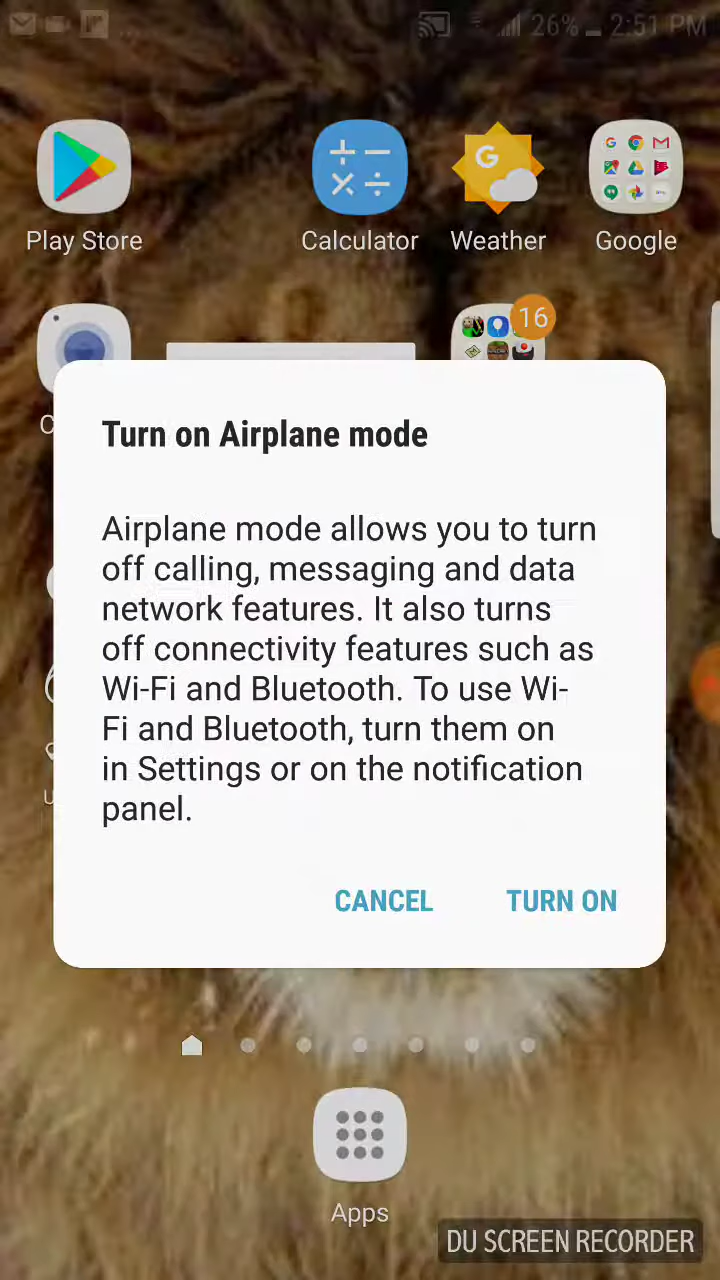 26% 2:51 PM
Play Store
Calculator
Weather
Google
16
Turn on Airplane mode
Airplane mode allows you to turn
off calling, messaging and data
network features. It also turns
off connectivity features such as
Wi-Fi and Bluetooth. To use Wi-
Fi and Bluetooth, turn them on
in Settings or on the notification
panel.
CANCEL
TURN ON
Apps
DU SCREEN RECORDER